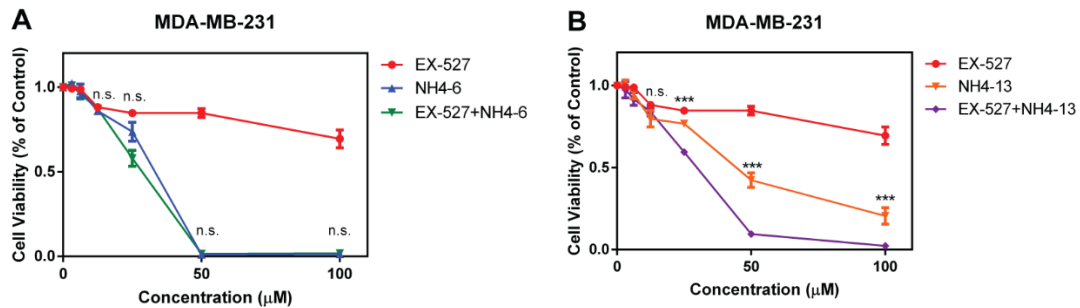 A
MDA-MB-231
Cell Viability (% of Control)
1.0
0.5
0.0
n.s.
n.s.
n.s.
n.s.
0
50
100
Concentration (μM)
EX-527
NH4-6
EX-527+NH4-6
B
MDA-MB-231
Cell Viability (% of Control)
1.0
0.5
0.0
n.s.
***
***
***
0
50
100
Concentration (μM)
EX-527
NH4-13
EX-527+NH4-13